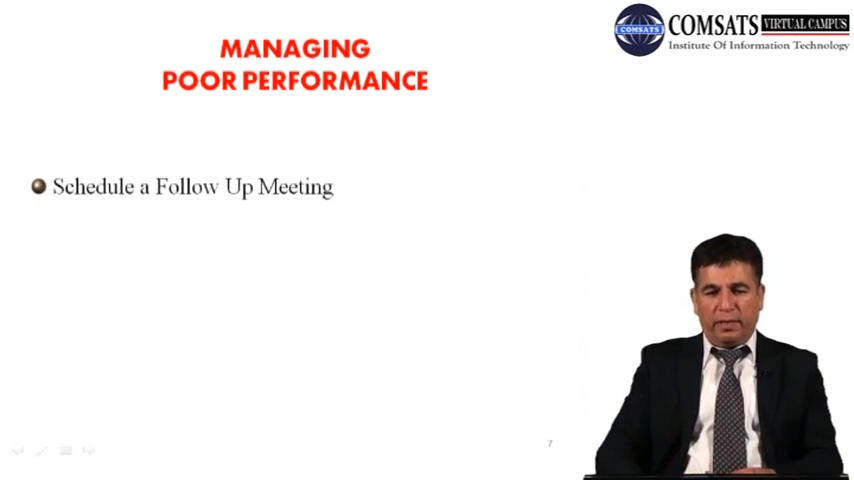 COMSATS VIRTUAL CAMPUS
Institute Of Information Technology
COMSATS
MANAGING
POOR PERFORMANCE
Schedule a Follow Up Meeting
7